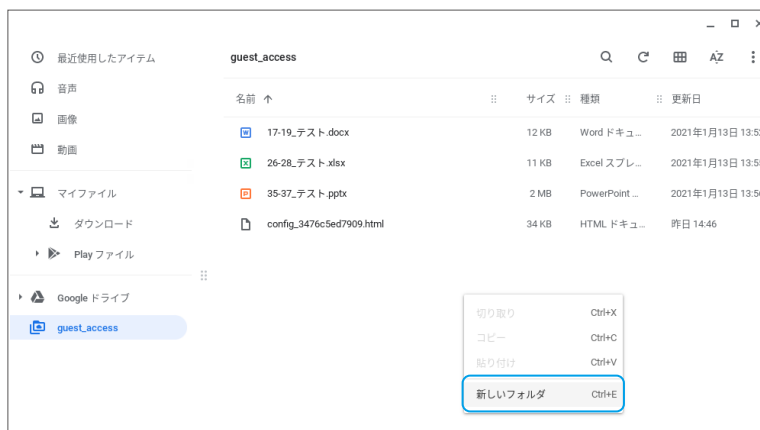 最近使用したアイテム
音声
画像
動画
マイファイル
ダウンロード
Play ファイル
Google ドライブ
guest_access
guest_access
AZ
名前 サイズ 種類 更新日
17-19_テスト.docx 12 KB Word ドキュ... 2021年1月13日 13:52
26-28_テスト.xlsx 11 KB Excel スプレ... 2021年1月13日 13:5
35-37_テスト.pptx 2 MB PowerPoint ... 2021年1月13日 13:56
config_3476c5ed7909.html 34 KB HTML ドキュ... 昨日 14:46
切り取り Ctrl+X
コピー Ctrl+C
貼り付け Ctrl+V
新しいフォルダ Ctrl+E